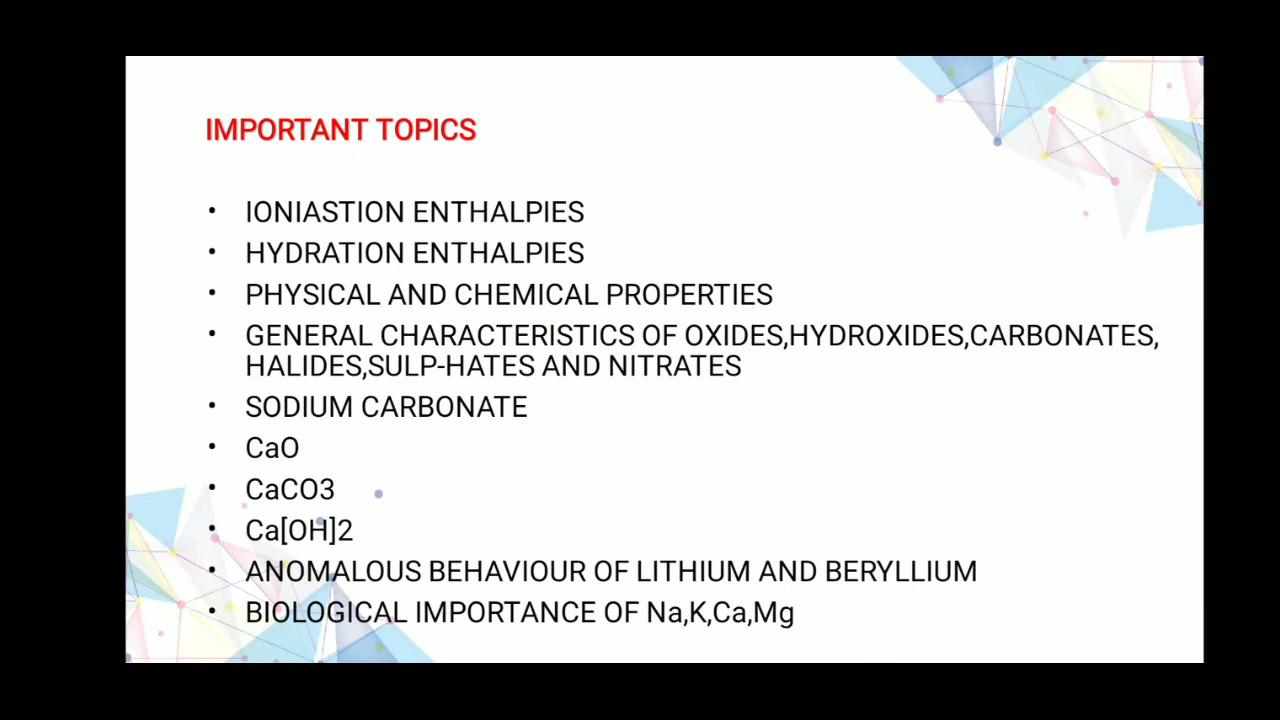 IMPORTANT TOPICS
• IONIASTION ENTHALPIES
• HYDRATION ENTHALPIES
• PHYSICAL AND CHEMICAL PROPERTIES
• GENERAL CHARACTERISTICS OF OXIDES,HYDROXIDES,CARBONATES,
HALIDES,SULP-HATES AND NITRATES
• SODIUM CARBONATE
• CaO
• CaCO3
• Ca[OH]2
• ANOMALOUS BEHAVIOUR OF LITHIUM AND BERYLLIUM
• BIOLOGICAL IMPORTANCE OF Na,K,Ca,Mg